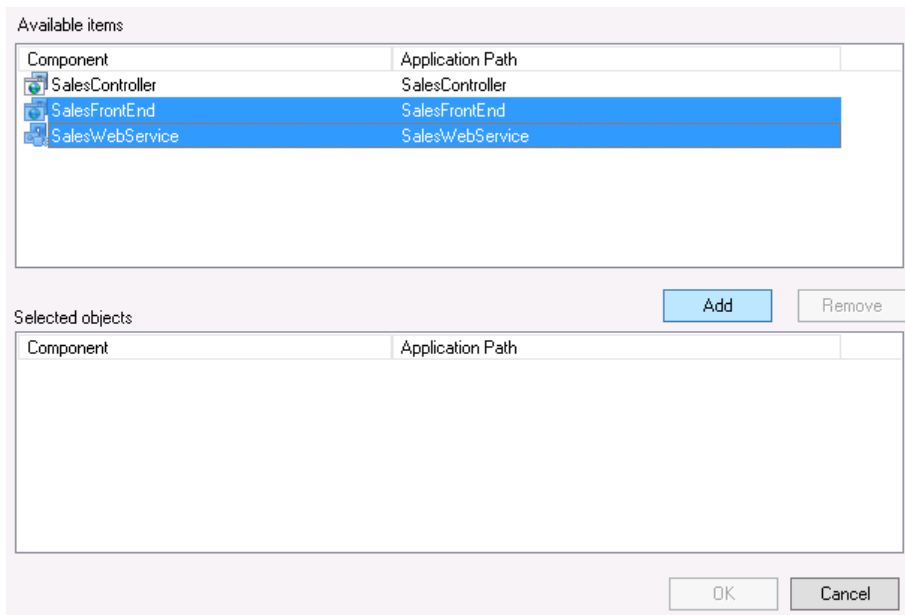 Available items
Component Application Path
SalesController SalesController
SalesFrontEnd SalesFrontEnd
SalesWebService SalesWebService
Add Remove
Selected objects
Component Application Path
OK Cancel